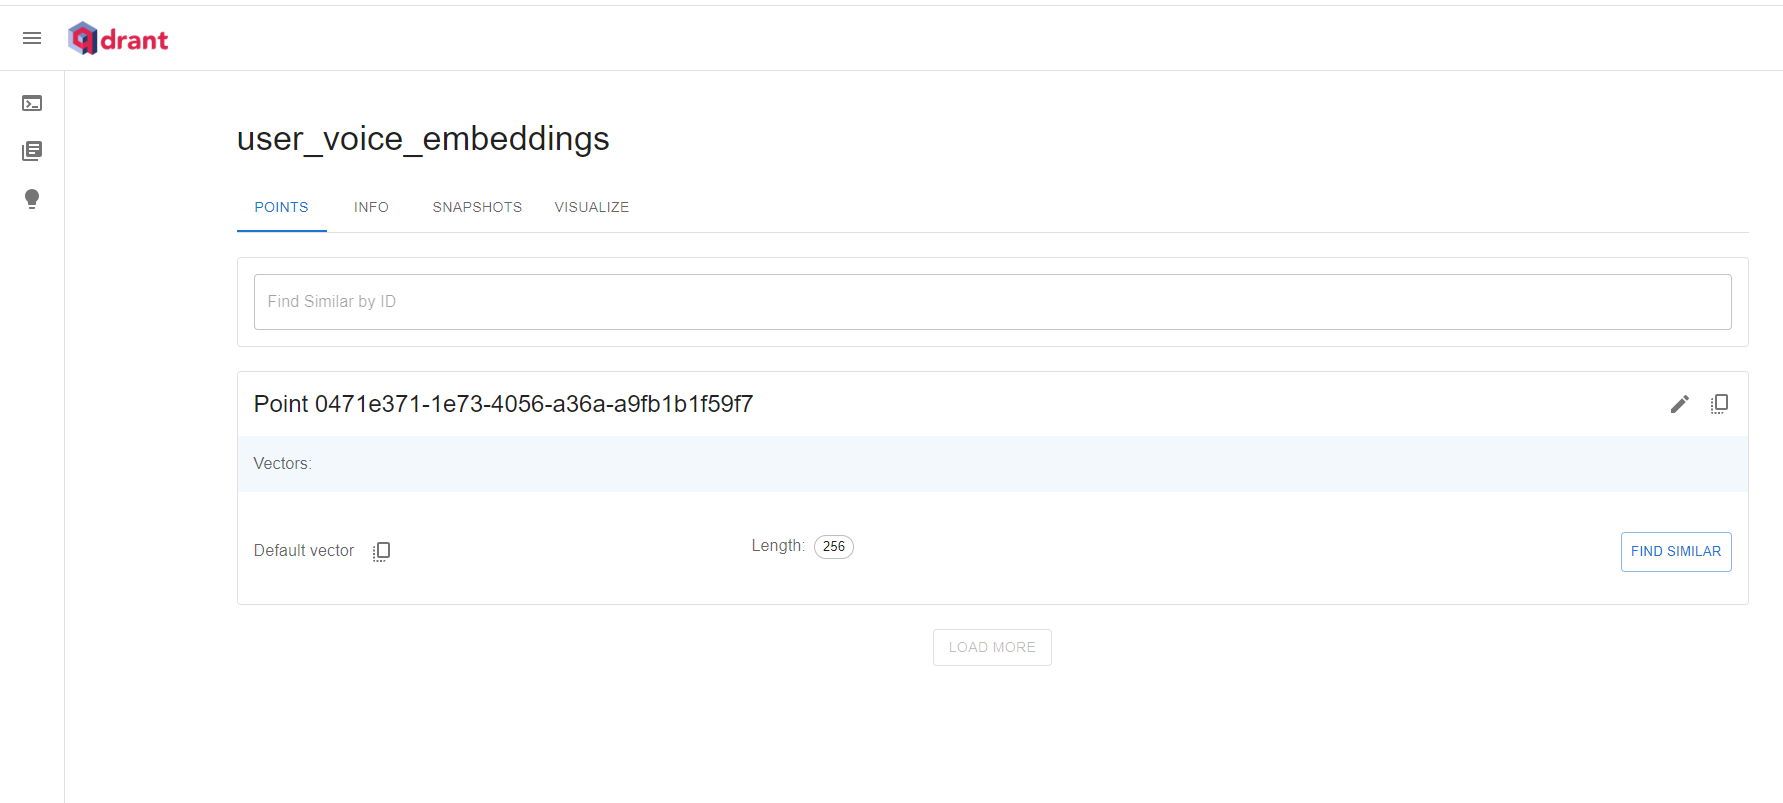 qdrant
user_voice_embeddings
POINTS INFO SNAPSHOTS VISUALIZE
Find Similar by ID
Point 0471e371-1e73-4056-a36a-a9fb1b1f59f7
Vectors:
Default vector Length: 256 FIND SIMILAR
LOAD MORE